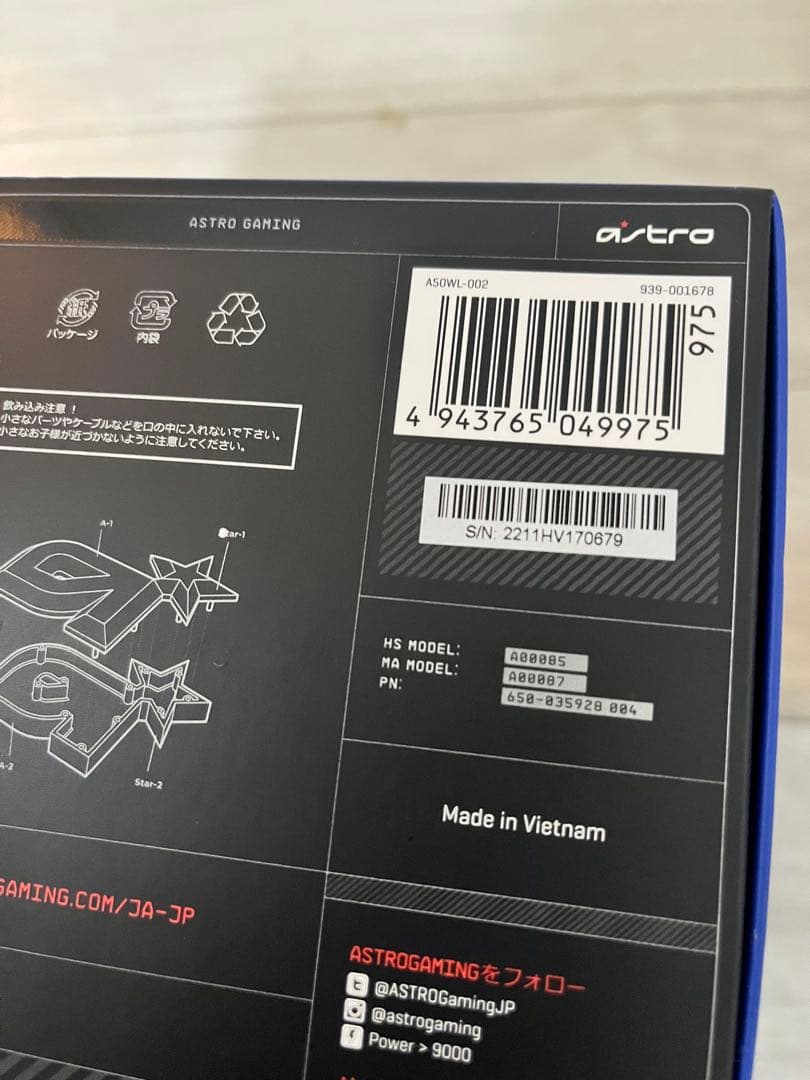 ASTRO GAMING
astro
紙
パッケージ
プラ
内袋
A50WL-002
939-001678
975
4 943765 049975
飲み込み注意！
小さなパーツやケーブルなどを口の中に入れないで下さい。
小さなお子様が近づかないように注意してください。
S/N: 2211HV170679
A-1
Star-1
A-2
Star-2
HS MODEL: A00085
MA MODEL: A00087
PN: 650-035928 004
Made in Vietnam
GAMING.COM/JA-JP
ASTROGAMINGをフォロー
@ASTROGamingJP
@astrogaming
Power > 9000